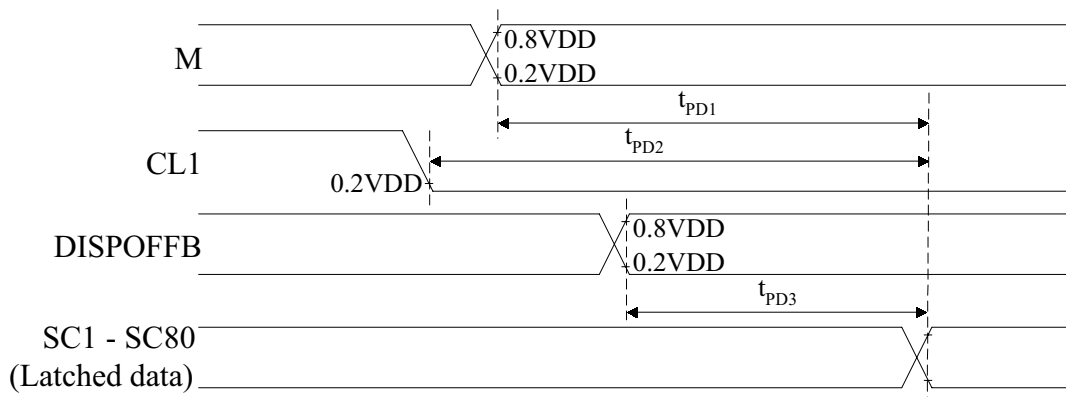 M
0.8VDD
0.2VDD
tPD1
tPD2
CL1
0.2VDD
DISPOFFB
0.8VDD
0.2VDD
tPD3
SC1 - SC80
(Latched data)